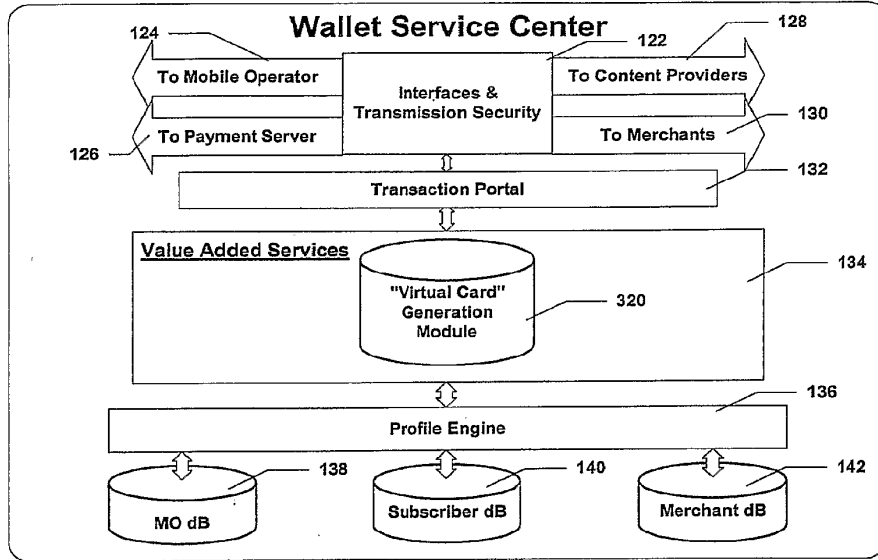 Wallet Service Center
124
122
128
To Mobile Operator
Interfaces &
Transmission Security
To Content Providers
To Payment Server
To Merchants
130
126
132
Transaction Portal
Value Added Services
134
"Virtual Card"
Generation
Module
320
136
Profile Engine
138
140
142
MO dB
Subscriber dB
Merchant dB